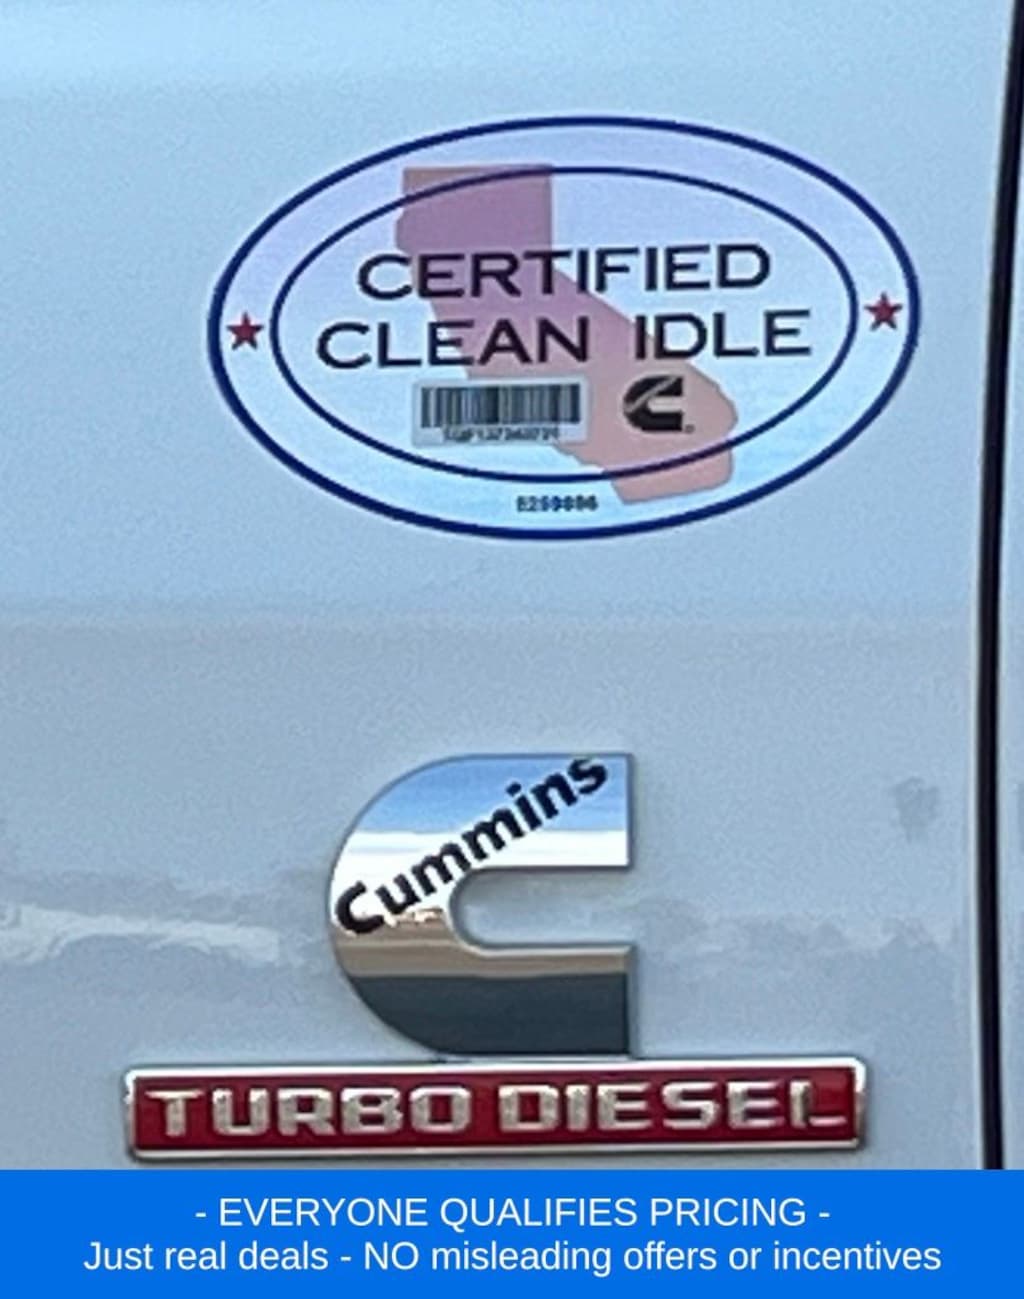 CERTIFIED
CLEAN IDLE
Cummins
TURBO DIESEL
- EVERYONE QUALIFIES PRICING -
Just real deals - NO misleading offers or incentives